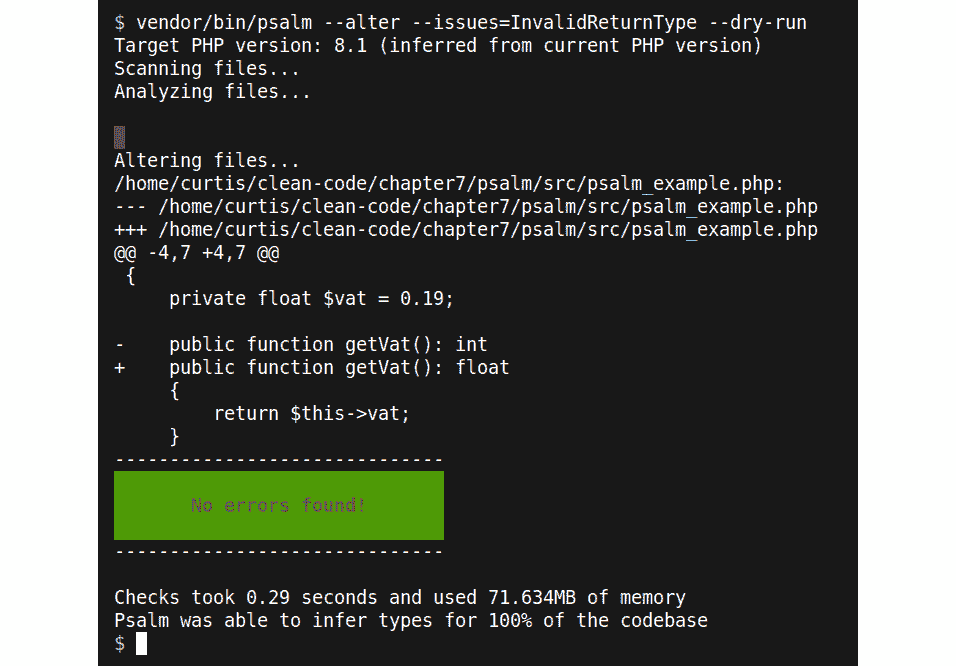 $ vendor/bin/psalm --alter --issues=InvalidReturnType --dry-run
Target PHP version: 8.1 (inferred from current PHP version)
Scanning files...
Analyzing files...

░
Altering files...
/home/curtis/clean-code/chapter7/psalm/src/psalm_example.php:
--- /home/curtis/clean-code/chapter7/psalm/src/psalm_example.php
+++ /home/curtis/clean-code/chapter7/psalm/src/psalm_example.php
@@ -4,7 +4,7 @@
 {
     private float $vat = 0.19;

-    public function getVat(): int
+    public function getVat(): float
     {
         return $this->vat;
     }
------------------------------
No errors found!
------------------------------

Checks took 0.29 seconds and used 71.634MB of memory
Psalm was able to infer types for 100% of the codebase
$